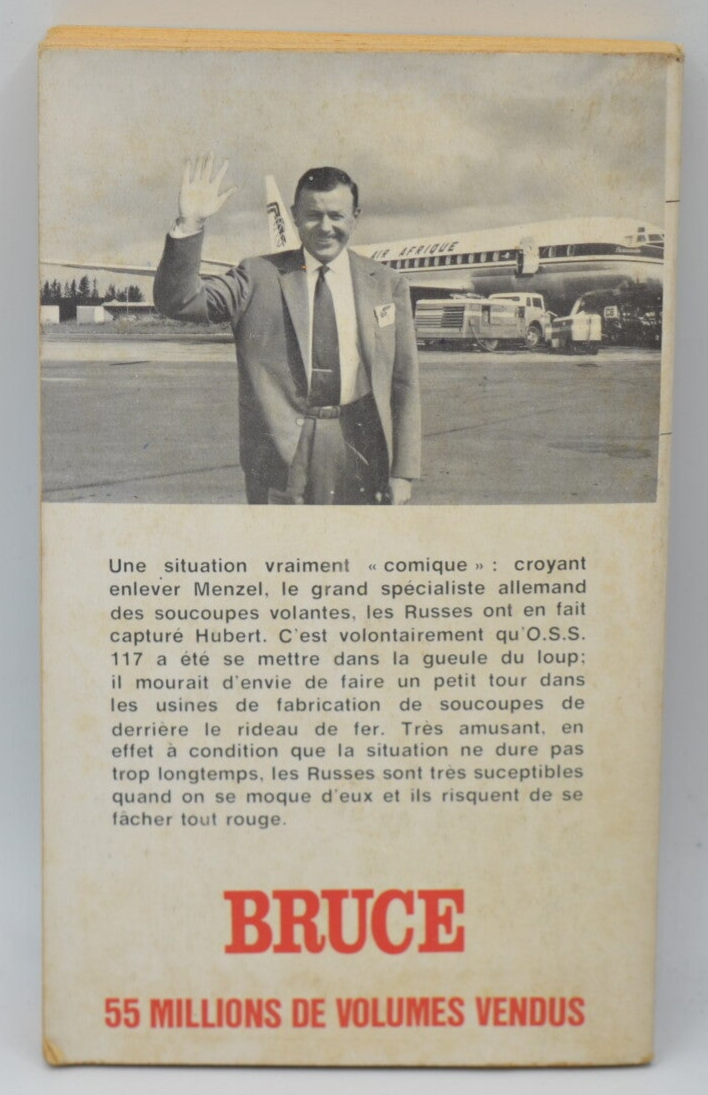 AIR AFRIQUE
Une situation vraiment « comique » : croyant
enlever Menzel, le grand spécialiste allemand
des soucoupes volantes, les Russes ont en fait
capturé Hubert. C'est volontairement qu'O.S.S.
117 a été se mettre dans la gueule du loup;
il mourait d'envie de faire un petit tour dans
les usines de fabrication de soucoupes de
derrière le rideau de fer. Très amusant, en
effet à condition que la situation ne dure pas
trop longtemps, les Russes sont très suceptibles
quand on se moque d'eux et ils risquent de se
fâcher tout rouge.
BRUCE
55 MILLIONS DE VOLUMES VENDUS